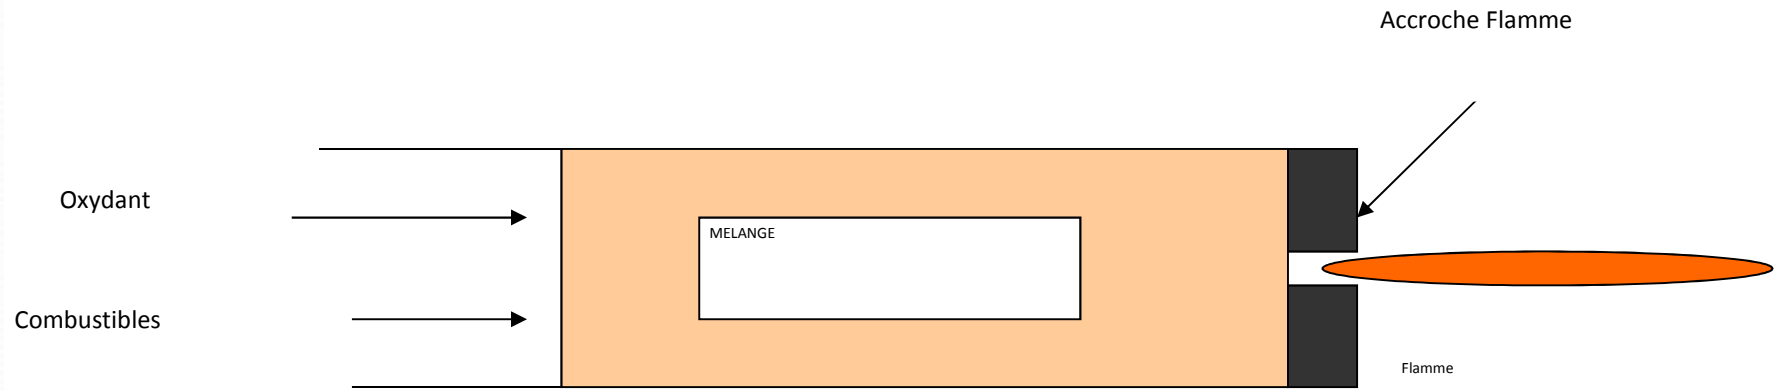 Accroche Flamme
Oxydant
MELANGE
Combustibles
Flamme